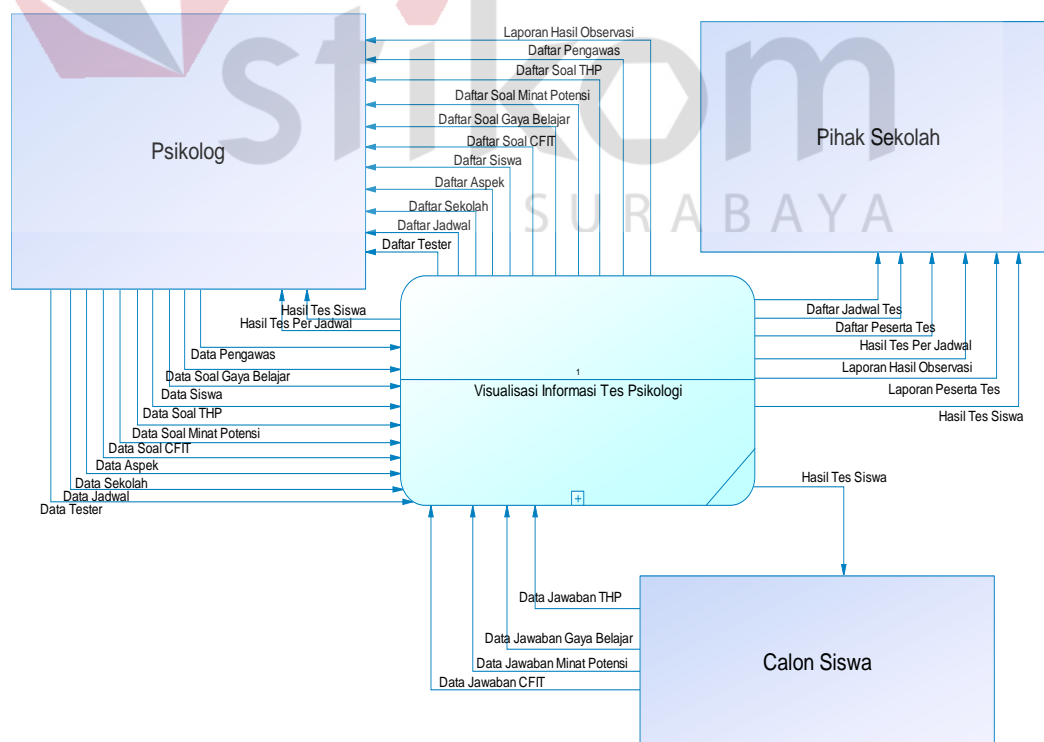 Laporan Hasil Observasi
Daftar Pengawas
Daftar Soal THP
Daftar Soal Minat Potensi
Daftar Soal Gaya Belajar
Daftar Soal CFIT
Daftar Siswa
Daftar Aspek
Daftar Sekolah
Daftar Jadwal
Daftar Tester
Psikolog
Pihak Sekolah
stikom
SURABAYA
Hasil Tes Siswa
Hasil Tes Per Jadwal
Data Pengawas
Data Soal Gaya Belajar
Data Siswa
Data Soal THP
Data Soal Minat Potensi
Data Soal CFIT
Data Aspek
Data Sekolah
Data Jadwal
Data Tester
1
Visualisasi Informasi Tes Psikologi
+
Daftar Jadwal Tes
Daftar Peserta Tes
Hasil Tes Per Jadwal
Laporan Hasil Observasi
Laporan Peserta Tes
Hasil Tes Siswa
Hasil Tes Siswa
Data Jawaban THP
Data Jawaban Gaya Belajar
Data Jawaban Minat Potensi
Data Jawaban CFIT
Calon Siswa